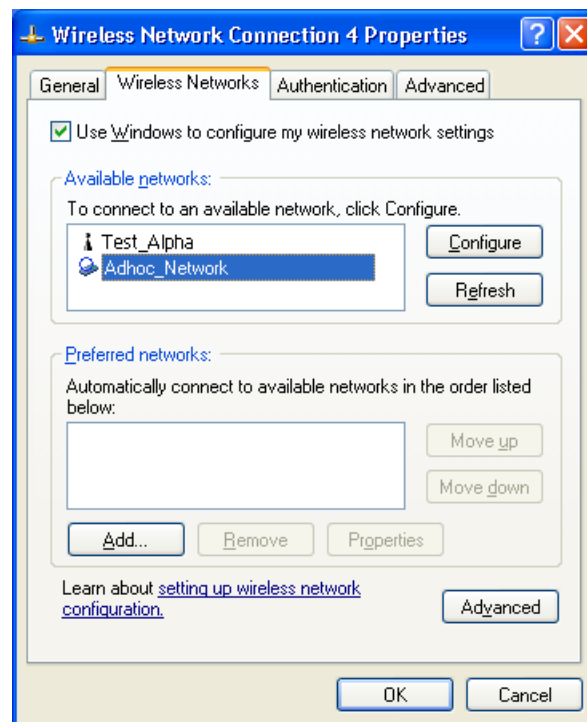 Wireless Network Connection 4 Properties
General Wireless Networks Authentication Advanced
Use Windows to configure my wireless network settings
Available networks:
To connect to an available network, click Configure.
Test_Alpha
Configure
Adhoc_Network
Refresh
Preferred networks:
Automatically connect to available networks in the order listed
below:
Move up
Move down
Add... Remove Properties
Learn about setting up wireless network
configuration.
Advanced
OK Cancel